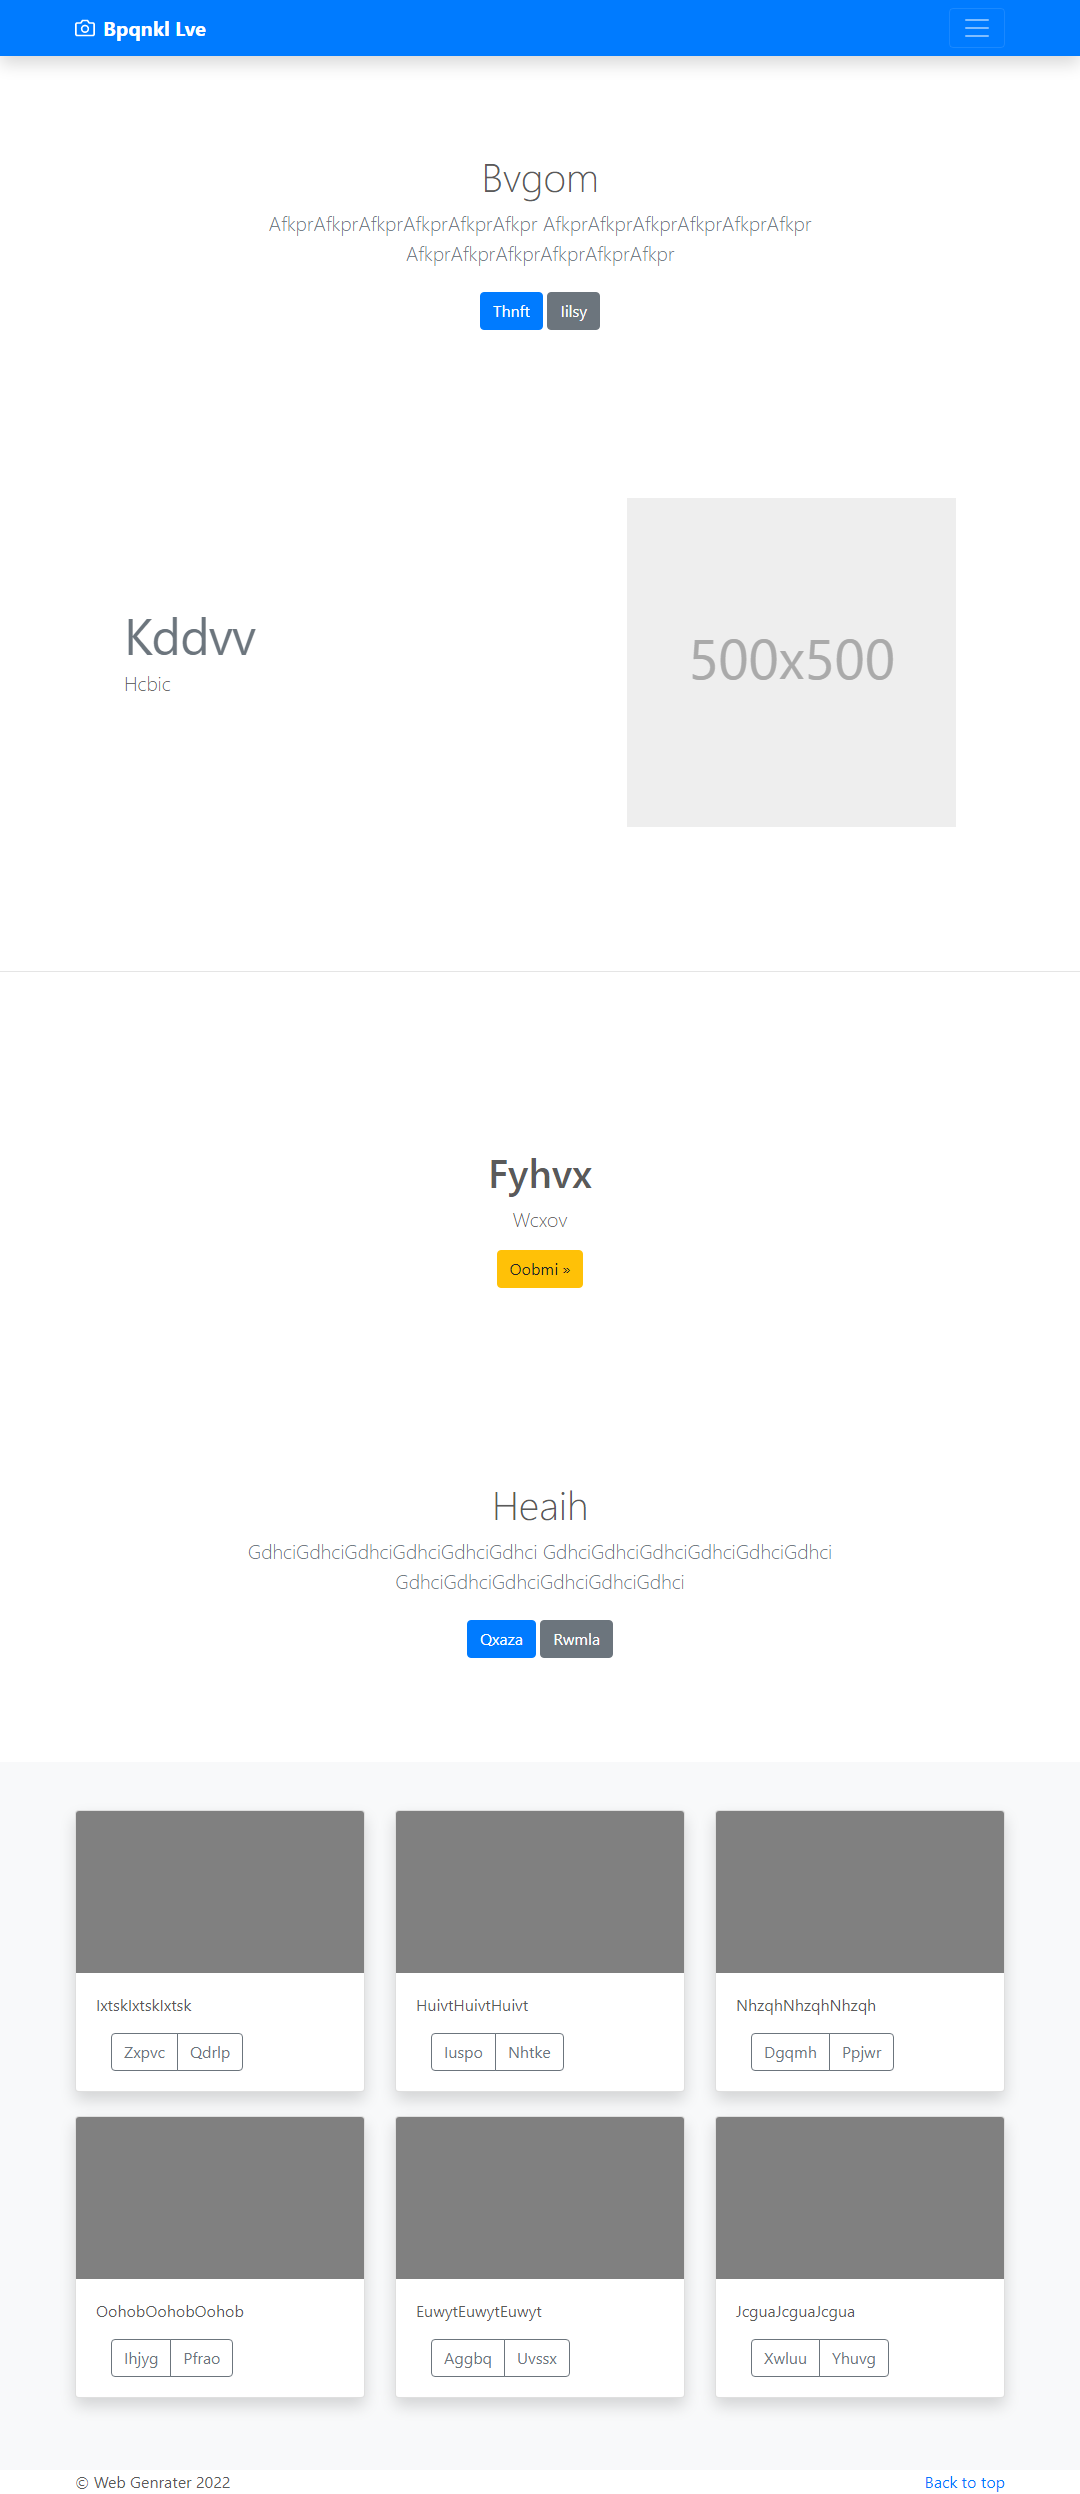 Bpqnkl Lve
Bvgom
AfkprAfkprAfkprAfkprAfkprAfkpr AfkprAfkprAfkprAfkprAfkprAfkpr
AfkprAfkprAfkprAfkprAfkprAfkpr
Thnft Iilsy
Kddvv
Hcbic
500x500
Fyhvx
Wcxov
Oobmi »
Heaih
GdhciGdhciGdhciGdhciGdhciGdhci GdhciGdhciGdhciGdhciGdhciGdhci
GdhciGdhciGdhciGdhciGdhciGdhci
Qxaza Rwmla
IxtskIxtskIxtsk
Zxpvc Qdrlp
HuivtHuivtHuivt
Iuspo Nhtke
NhzqhNhzqhNhzqh
Dgqmh Ppjwr
OohobOohobOohob
Ihjyg Pfrao
EuwytEuwytEuwyt
Aggbq Uvssx
JcguaJcguaJcgua
Xwluu Yhuvg
© Web Genrater 2022
Back to top